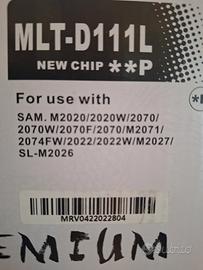 MLT-D111L
NEW CHIP **P
For use with
SAM. M2020/2020W/2070/
2070W/2070F/2070/M2071/
2074FW/2022/2022W/M2027/
SL-M2026
MRV0422022804
EMIUM
subito